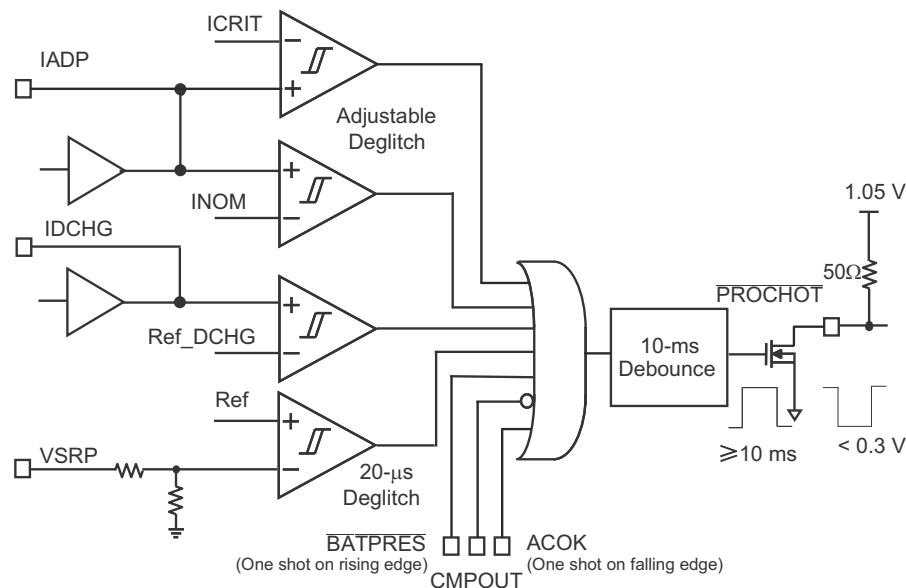 ICRIT
IADP
Adjustable
Deglitch
INOM
1.05 V
IDCHG
50Ω
PROCHOT
Ref_DCHG
10-ms
Debounce
Ref
≥10 ms
< 0.3 V
VSRP
20-μs
Deglitch
BATPRES
ACOK
(One shot on rising edge)
(One shot on falling edge)
CMPOUT